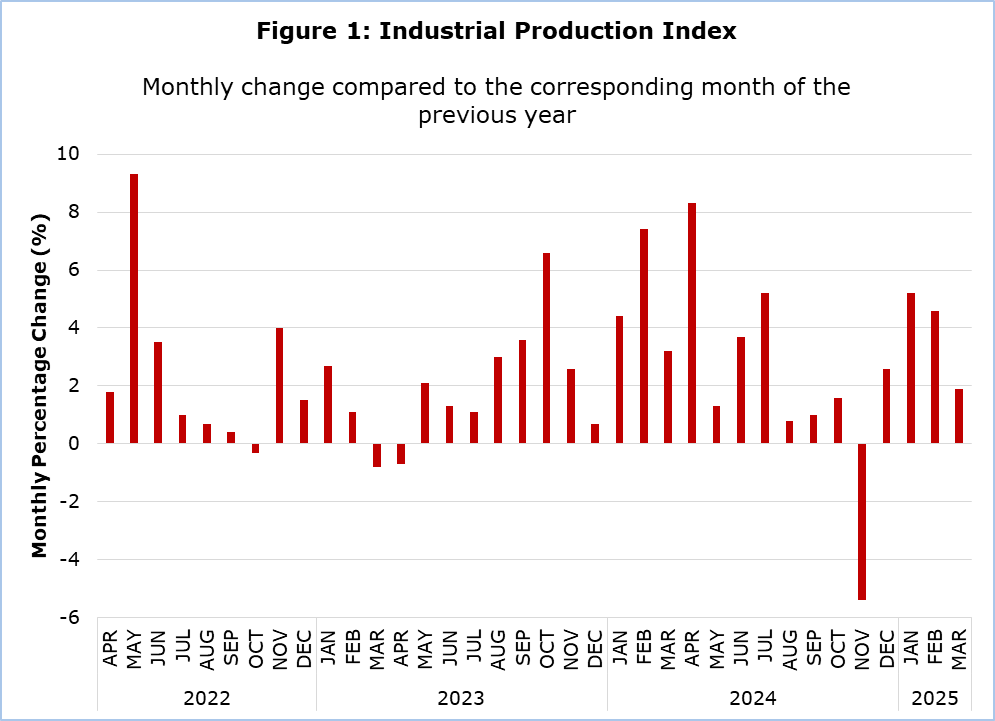 Figure 1: Industrial Production Index
Monthly change compared to the corresponding month of the
previous year
Monthly Percentage Change (%)
10
8
6
4
2
0
-2
-4
-6
APR MAY JUN JUL AUG SEP OCT NOV DEC JAN FEB MAR APR MAY JUN JUL AUG SEP OCT NOV DEC JAN FEB MAR APR MAY JUN JUL AUG SEP OCT NOV DEC JAN FEB MAR
2022 2023 2024 2025